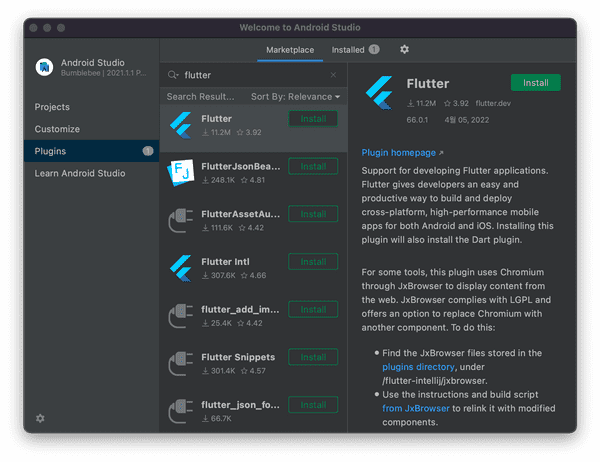 Welcome to Android Studio
Android Studio
Bumblebee | 2021.1.1 P...
Projects
Customize
Plugins 1
Learn Android Studio
Marketplace Installed 1
flutter
Search Result... Sort By: Relevance
Flutter
11.2M 3.92
Install
FlutterJsonBea...
248.1K 4.81
Install
FlutterAssetAu...
111.6K 4.42
Install
Flutter Intl
307.6K 4.66
Install
flutter_add_im...
25.4K 4.42
Install
Flutter Snippets
301.4K 4.57
Install
flutter_json_fo...
66.7K
Install
Flutter
Install
11.2M 3.92 flutter.dev
66.0.1 4월 05, 2022
Plugin homepage ↗
Support for developing Flutter applications.
Flutter gives developers an easy and
productive way to build and deploy
cross-platform, high-performance mobile
apps for both Android and iOS. Installing this
plugin will also install the Dart plugin.
For some tools, this plugin uses Chromium
through JxBrowser to display content from
the web. JxBrowser complies with LGPL and
offers an option to replace Chromium with
another component. To do this:
• Find the JxBrowser files stored in the
plugins directory, under
/flutter-intellij/jxbrowser.
• Use the instructions and build script
from JxBrowser to relink it with modified
components.